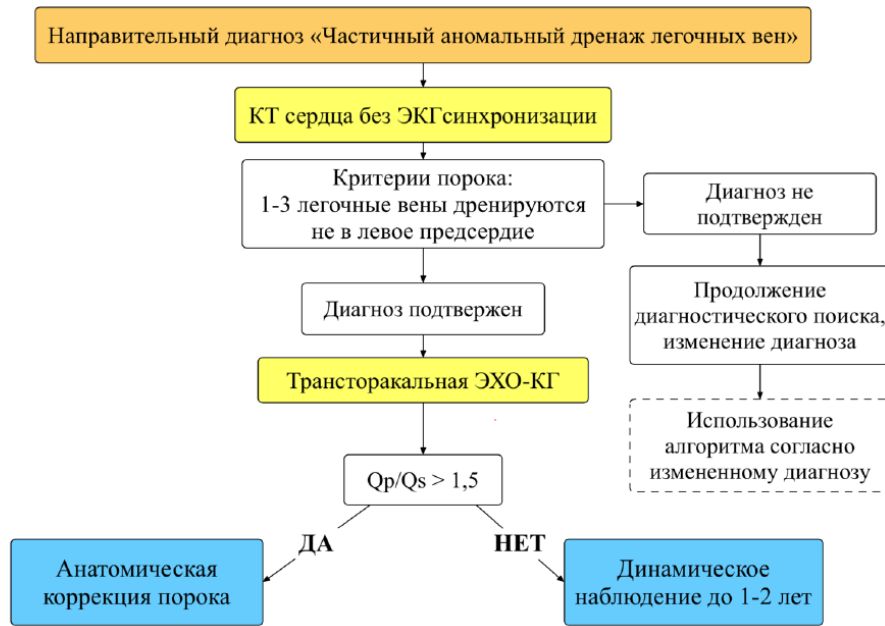 Направительный диагноз «Частичный аномальный дренаж легочных вен»
КТ сердца без ЭКГсинхронизации
Критерии порока:
1-3 легочные вены дренируются
не в левое предсердие
Диагноз не
подтвержден
Диагноз подтвержен
Продолжение
диагностического поиска,
изменение диагноза
Трансторакальная ЭХО-КГ
Использование
алгоритма согласно
измененному диагнозу
Qp/Qs > 1,5
ДА
НЕТ
Анатомическая
коррекция порока
Динамическое
наблюдение до 1-2 лет